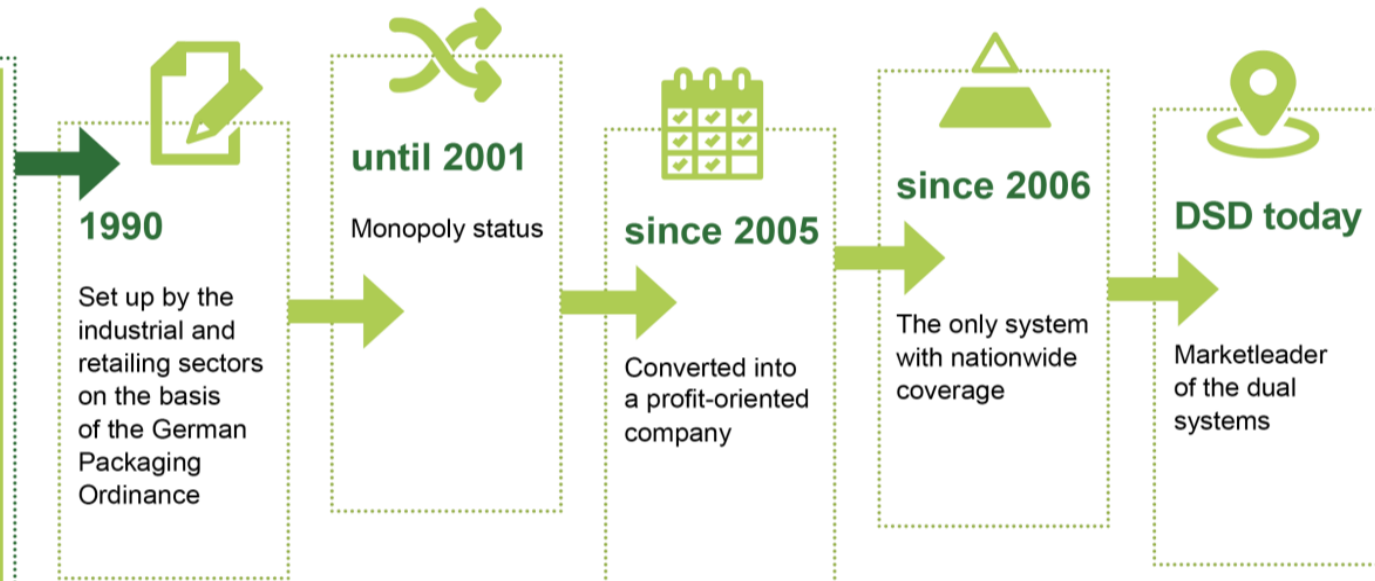 1990
Set up by the
industrial and
retailing sectors
on the basis
of the German
Packaging
Ordinance
until 2001
Monopoly status
since 2005
Converted into
a profit-oriented
company
since 2006
The only system
with nationwide
coverage
DSD today
Marketleader
of the dual
systems